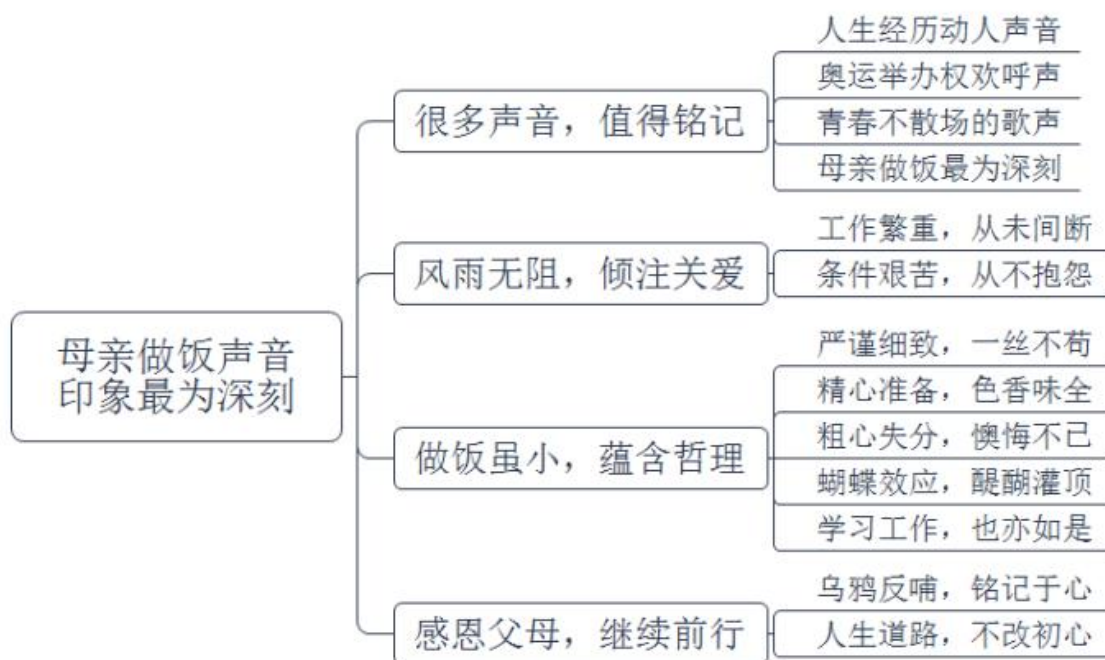 母亲做饭声音
印象最为深刻
很多声音，值得铭记
人生经历动人声音
奥运举办权欢呼声
青春不散场的歌声
母亲做饭最为深刻
风雨无阻，倾注关爱
工作繁重，从未间断
条件艰苦，从不抱怨
做饭虽小，蕴含哲理
严谨细致，一丝不苟
精心准备，色香味全
粗心失分，懊悔不已
蝴蝶效应，醍醐灌顶
学习工作，也亦如是
感恩父母，继续前行
乌鸦反哺，铭记于心
人生道路，不改初心